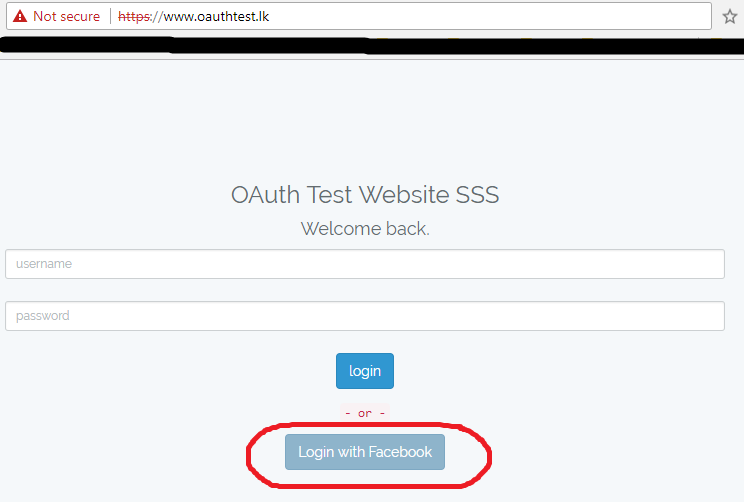 Not secure https://www.oauthtest.lk
OAuth Test Website SSS
Welcome back.
username
password
login
- or -
Login with Facebook